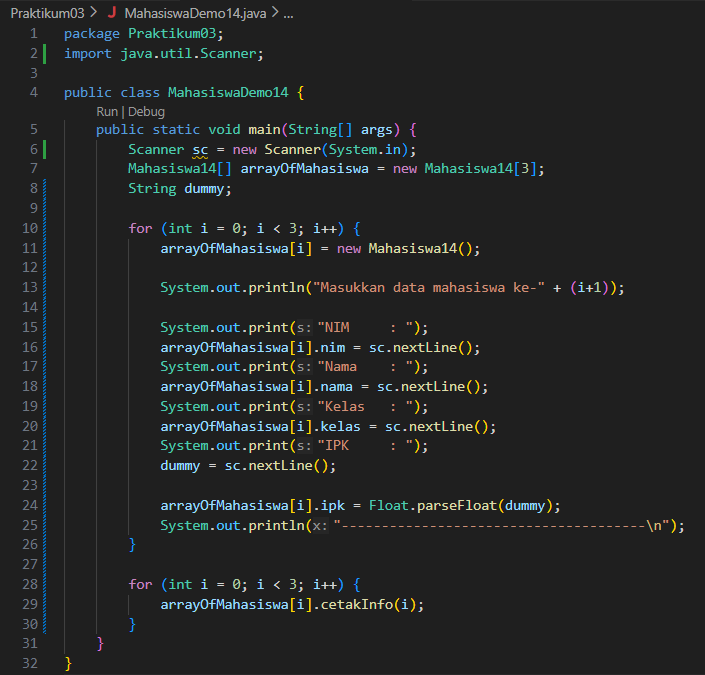 Praktikum03 > J MahasiswaDemo14.java > ...
1 package Praktikum03;
2 import java.util.Scanner;
3
4 public class MahasiswaDemo14 {
Run | Debug
5 public static void main(String[] args) {
6 Scanner sc = new Scanner(System.in);
7 Mahasiswa14[] arrayOfMahasiswa = new Mahasiswa14[3];
8 String dummy;
9
10 for (int i = 0; i < 3; i++) {
11 arrayOfMahasiswa[i] = new Mahasiswa14();
12
13 System.out.println("Masukkan data mahasiswa ke-" + (i+1));
14
15 System.out.print(s: "NIM     : ");
16 arrayOfMahasiswa[i].nim = sc.nextLine();
17 System.out.print(s: "Nama    : ");
18 arrayOfMahasiswa[i].nama = sc.nextLine();
19 System.out.print(s: "Kelas   : ");
20 arrayOfMahasiswa[i].kelas = sc.nextLine();
21 System.out.print(s: "IPK     : ");
22 dummy = sc.nextLine();
23
24 arrayOfMahasiswa[i].ipk = Float.parseFloat(dummy);
25 System.out.println(x: "-------------------------------------\n");
26 }
27
28 for (int i = 0; i < 3; i++) {
29 arrayOfMahasiswa[i].cetakInfo(i);
30 }
31 }
32 }